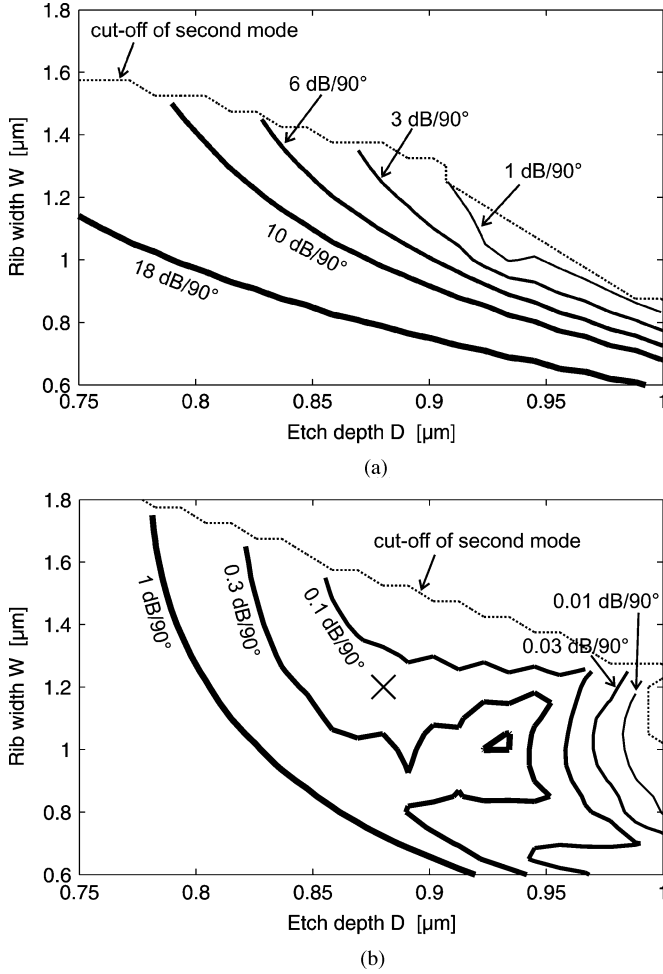 1.8
cut-off of second mode
1.6
6 dB/90°
1.4
3 dB/90°
1 dB/90°
1.2
Rib width W [µm]
10 dB/90°
1
18 dB/90°
0.8
0.6
0.75 0.8 0.85 0.9 0.95 1
Etch depth D [µm]
(a)
1.8
cut-off of second mode
1.6
0.01 dB/90°
1 dB/90°
0.3 dB/90°
0.1 dB/90°
0.03 dB/90°
1.4
1.2
Rib width W [µm]
1
0.8
0.6
0.75 0.8 0.85 0.9 0.95 1
Etch depth D [µm]
(b)